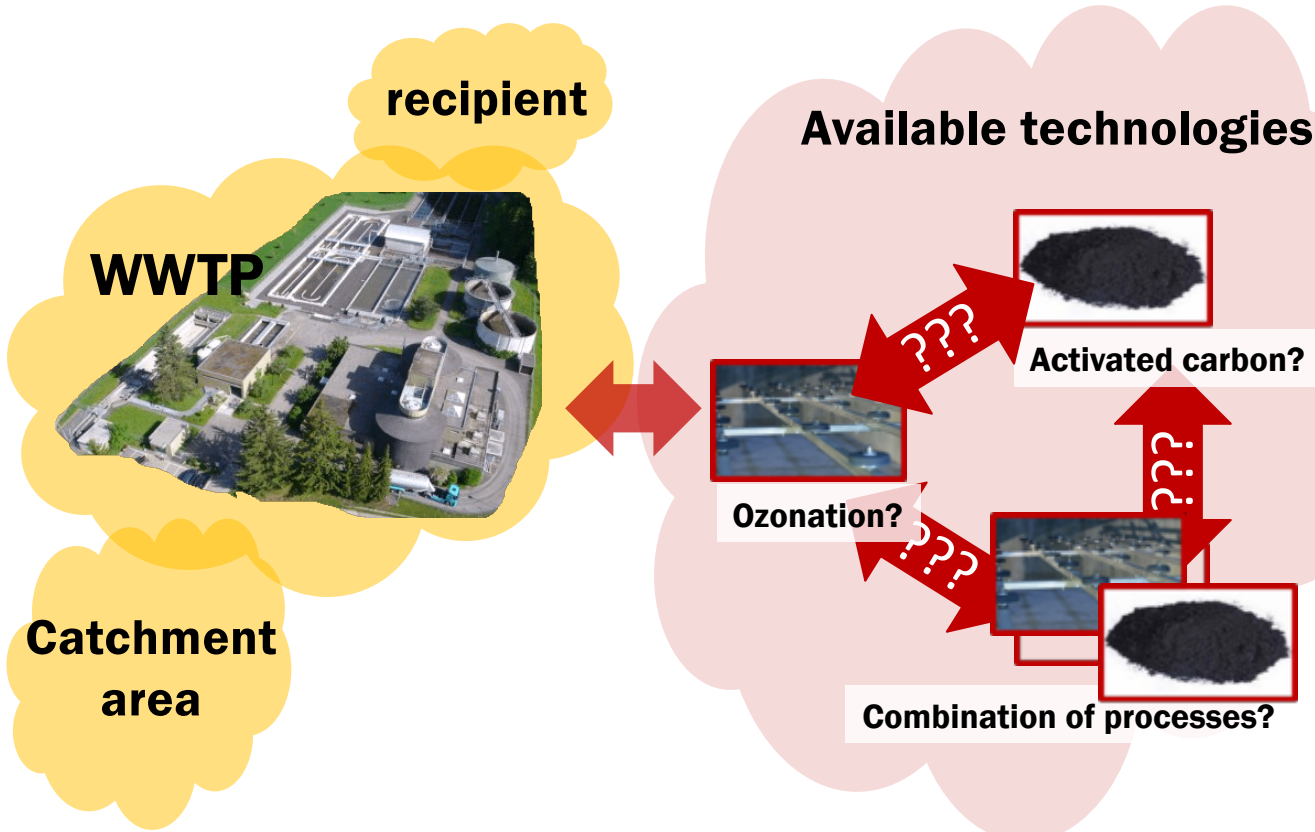 recipient
Available technologies
WWTP
???
Activated carbon?
???
Ozonation?
???
Catchment
area
Combination of processes?